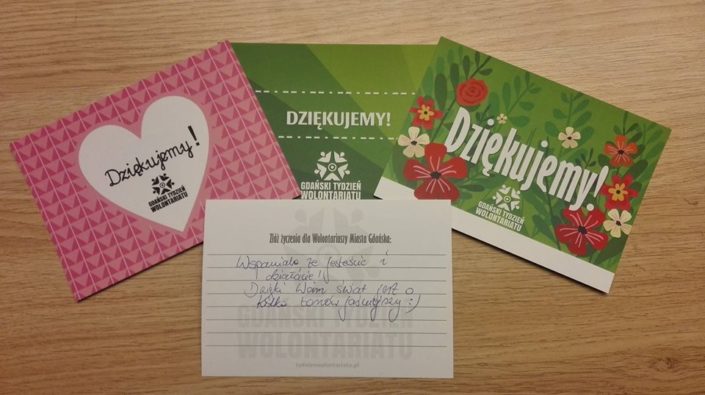 Dziękujemy!
GDAŃSKI TYDZIEŃ
WOLONTARIATU
DZIĘKUJEMY!
GDAŃSKI TYDZIEŃ
WOLONTARIATU
Dziękujemy!
GDAŃSKI TYDZIEŃ
WOLONTARIATU
Złóż życzenia dla Wolontariuszy Miasta Gdańska:
Wspaniale że jesteście i
działacie!
Dzięki Wam świat jest o
kilka tonów jaśniejszy :)
GDAŃSKI TYDZIEŃ
WOLONTARIATU